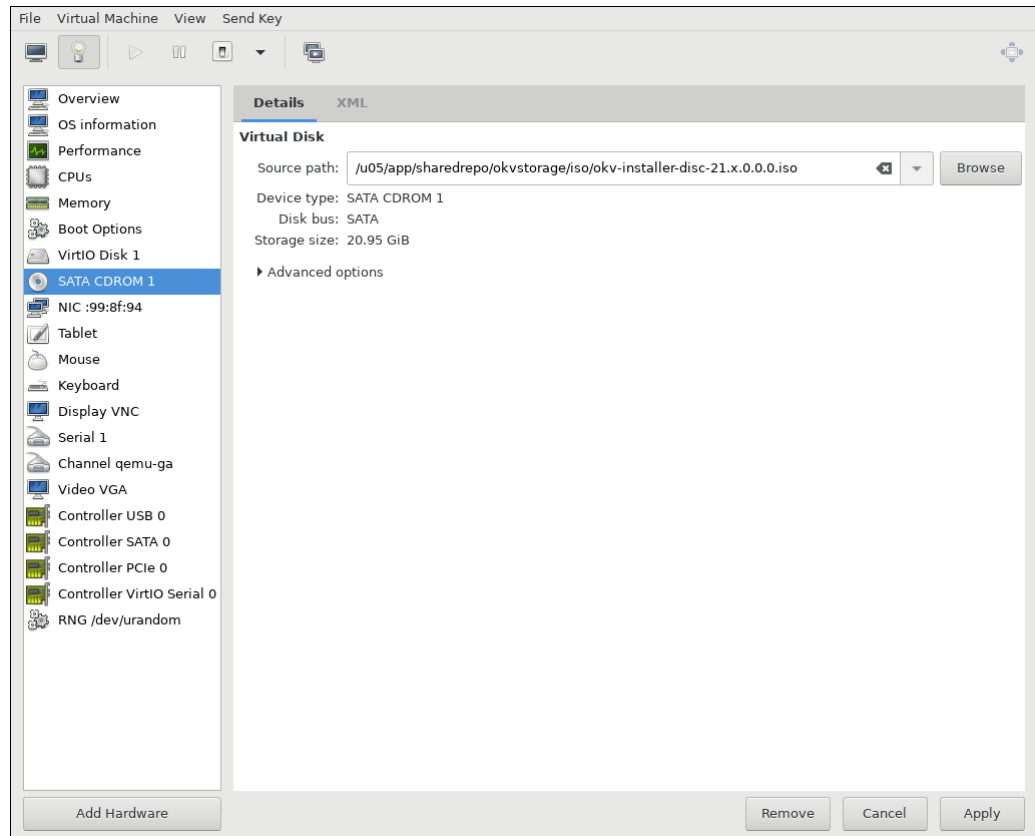 File Virtual Machine View Send Key
Overview
OS information
Performance
CPUs
Memory
Boot Options
VirtIO Disk 1
SATA CDROM 1
NIC :99:8f:94
Tablet
Mouse
Keyboard
Display VNC
Serial 1
Channel qemu-ga
Video VGA
Controller USB 0
Controller SATA 0
Controller PCIe 0
Controller VirtIO Serial 0
RNG /dev/urandom
Add Hardware
Details XML
Virtual Disk
Source path: /u05/app/sharedrepo/okvstorage/iso/okv-installer-disc-21.x.0.0.0.iso Browse
Device type: SATA CDROM 1
Disk bus: SATA
Storage size: 20.95 GiB
Advanced options
Remove Cancel Apply